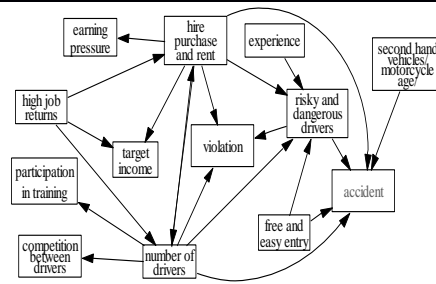 earning
pressure
hire
purchase
and rent
experience
second hand
vehicles/
motorcycle
age/
high job
returns
risky and
dangerous
drivers
target
income
violation
participation
in training
accident
free and
easy entry
competition
between
drivers
number of
drivers